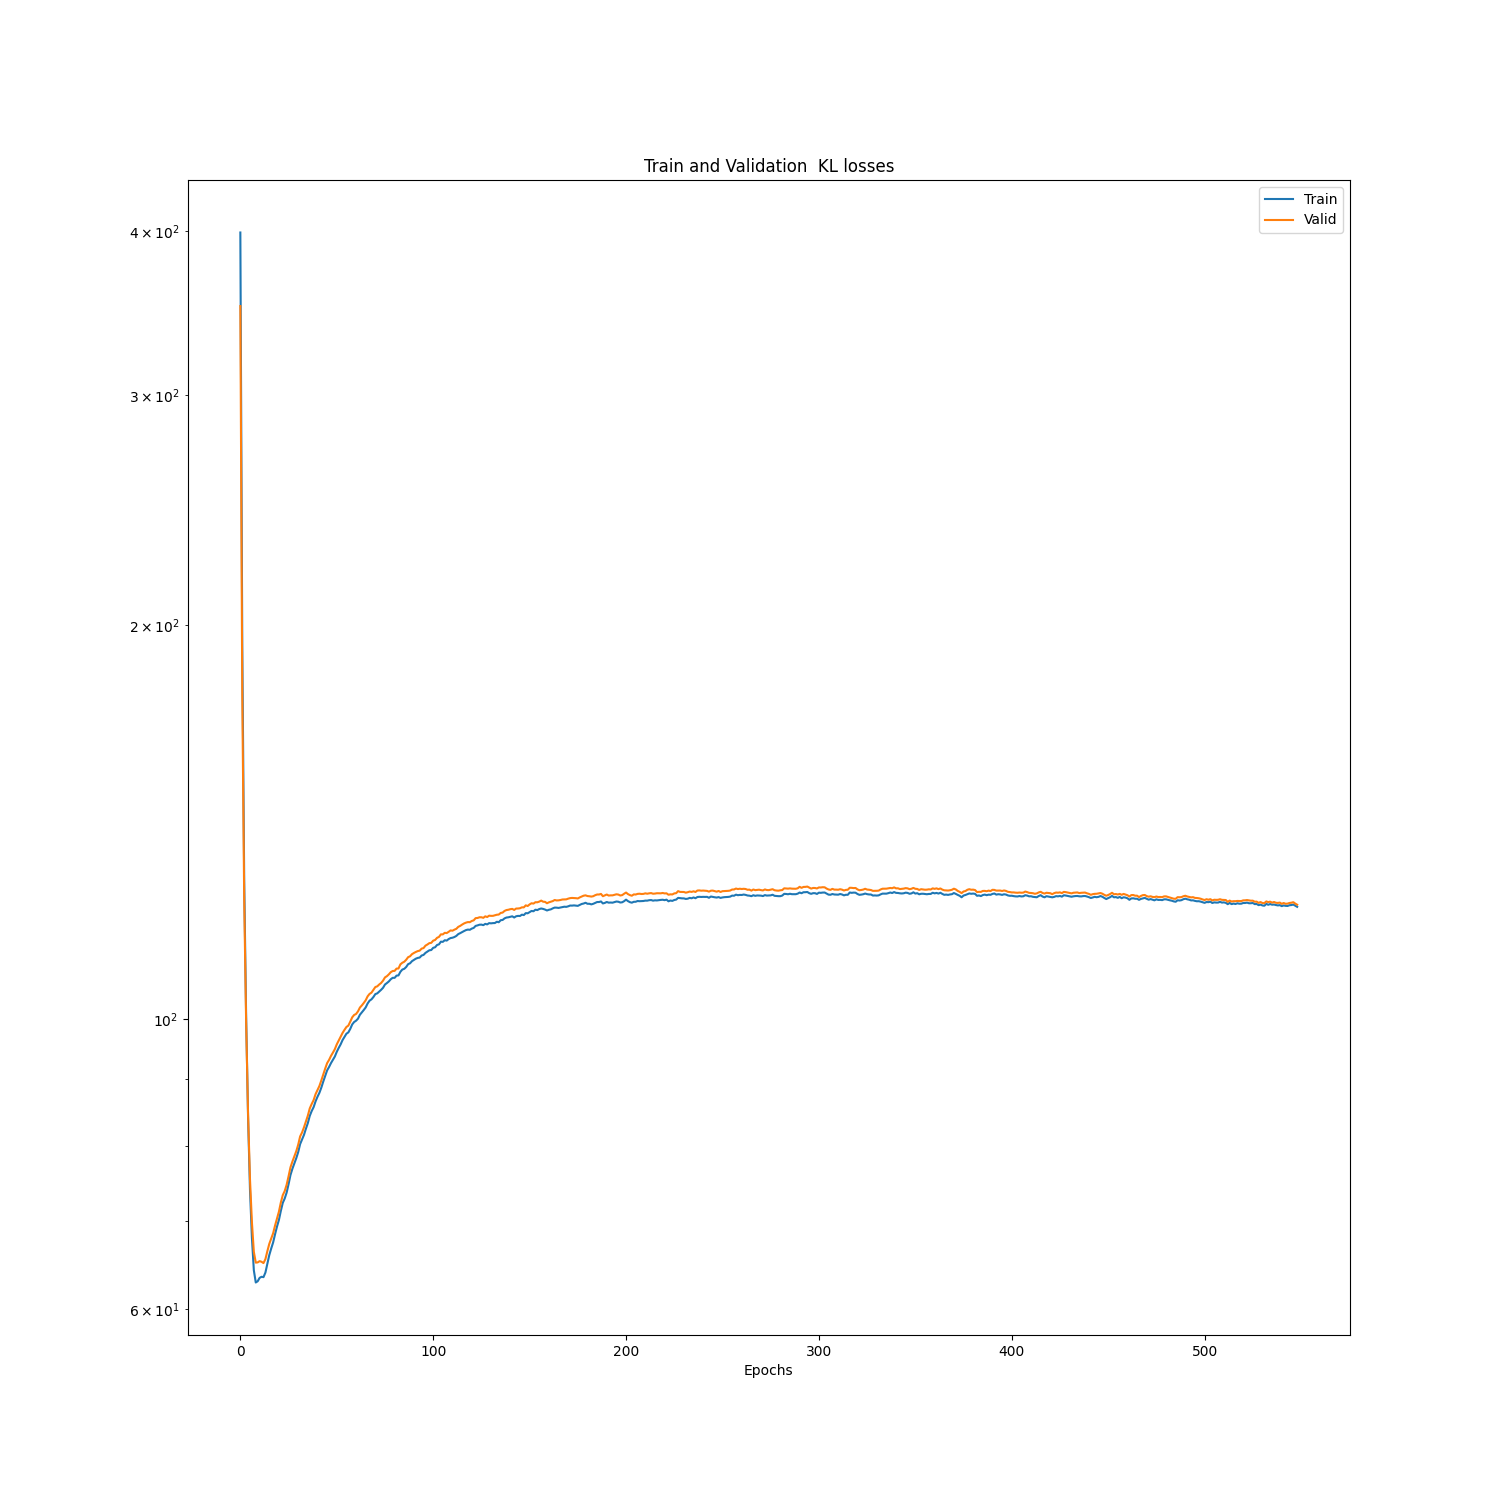 Train and Validation  KL losses
Train
Valid
4 × 10²
3 × 10²
2 × 10²
10²
6 × 10¹
0 100 200 300 400 500
Epochs